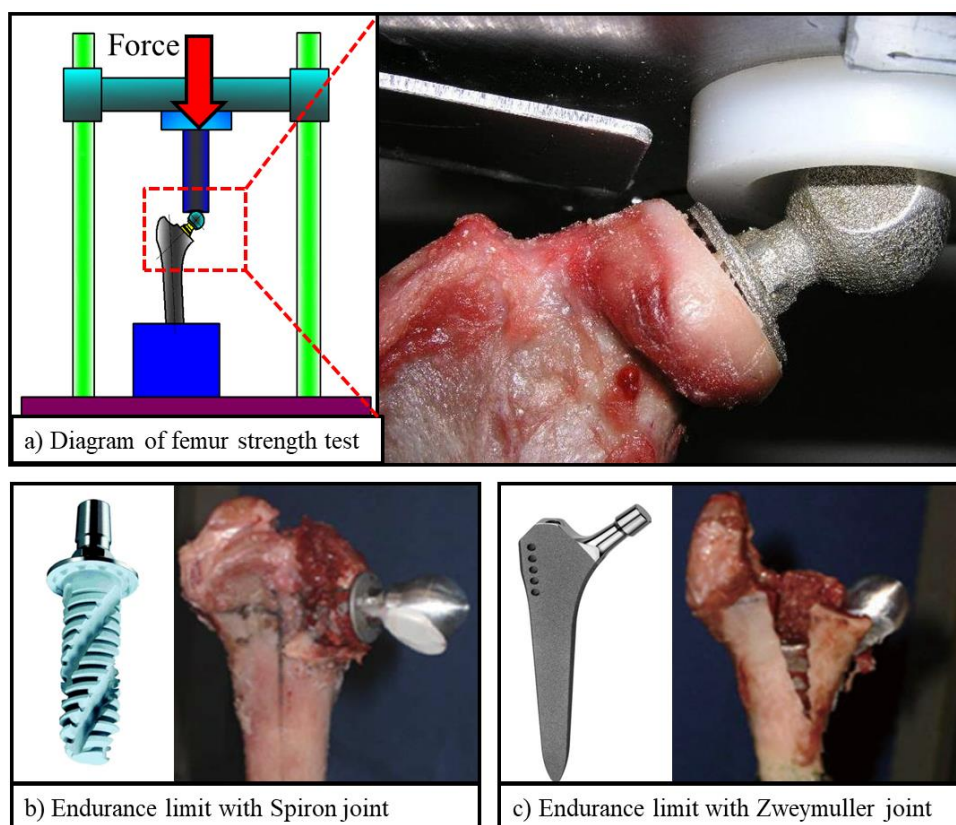 Force
a) Diagram of femur strength test
b) Endurance limit with Spiron joint
c) Endurance limit with Zweymuller joint